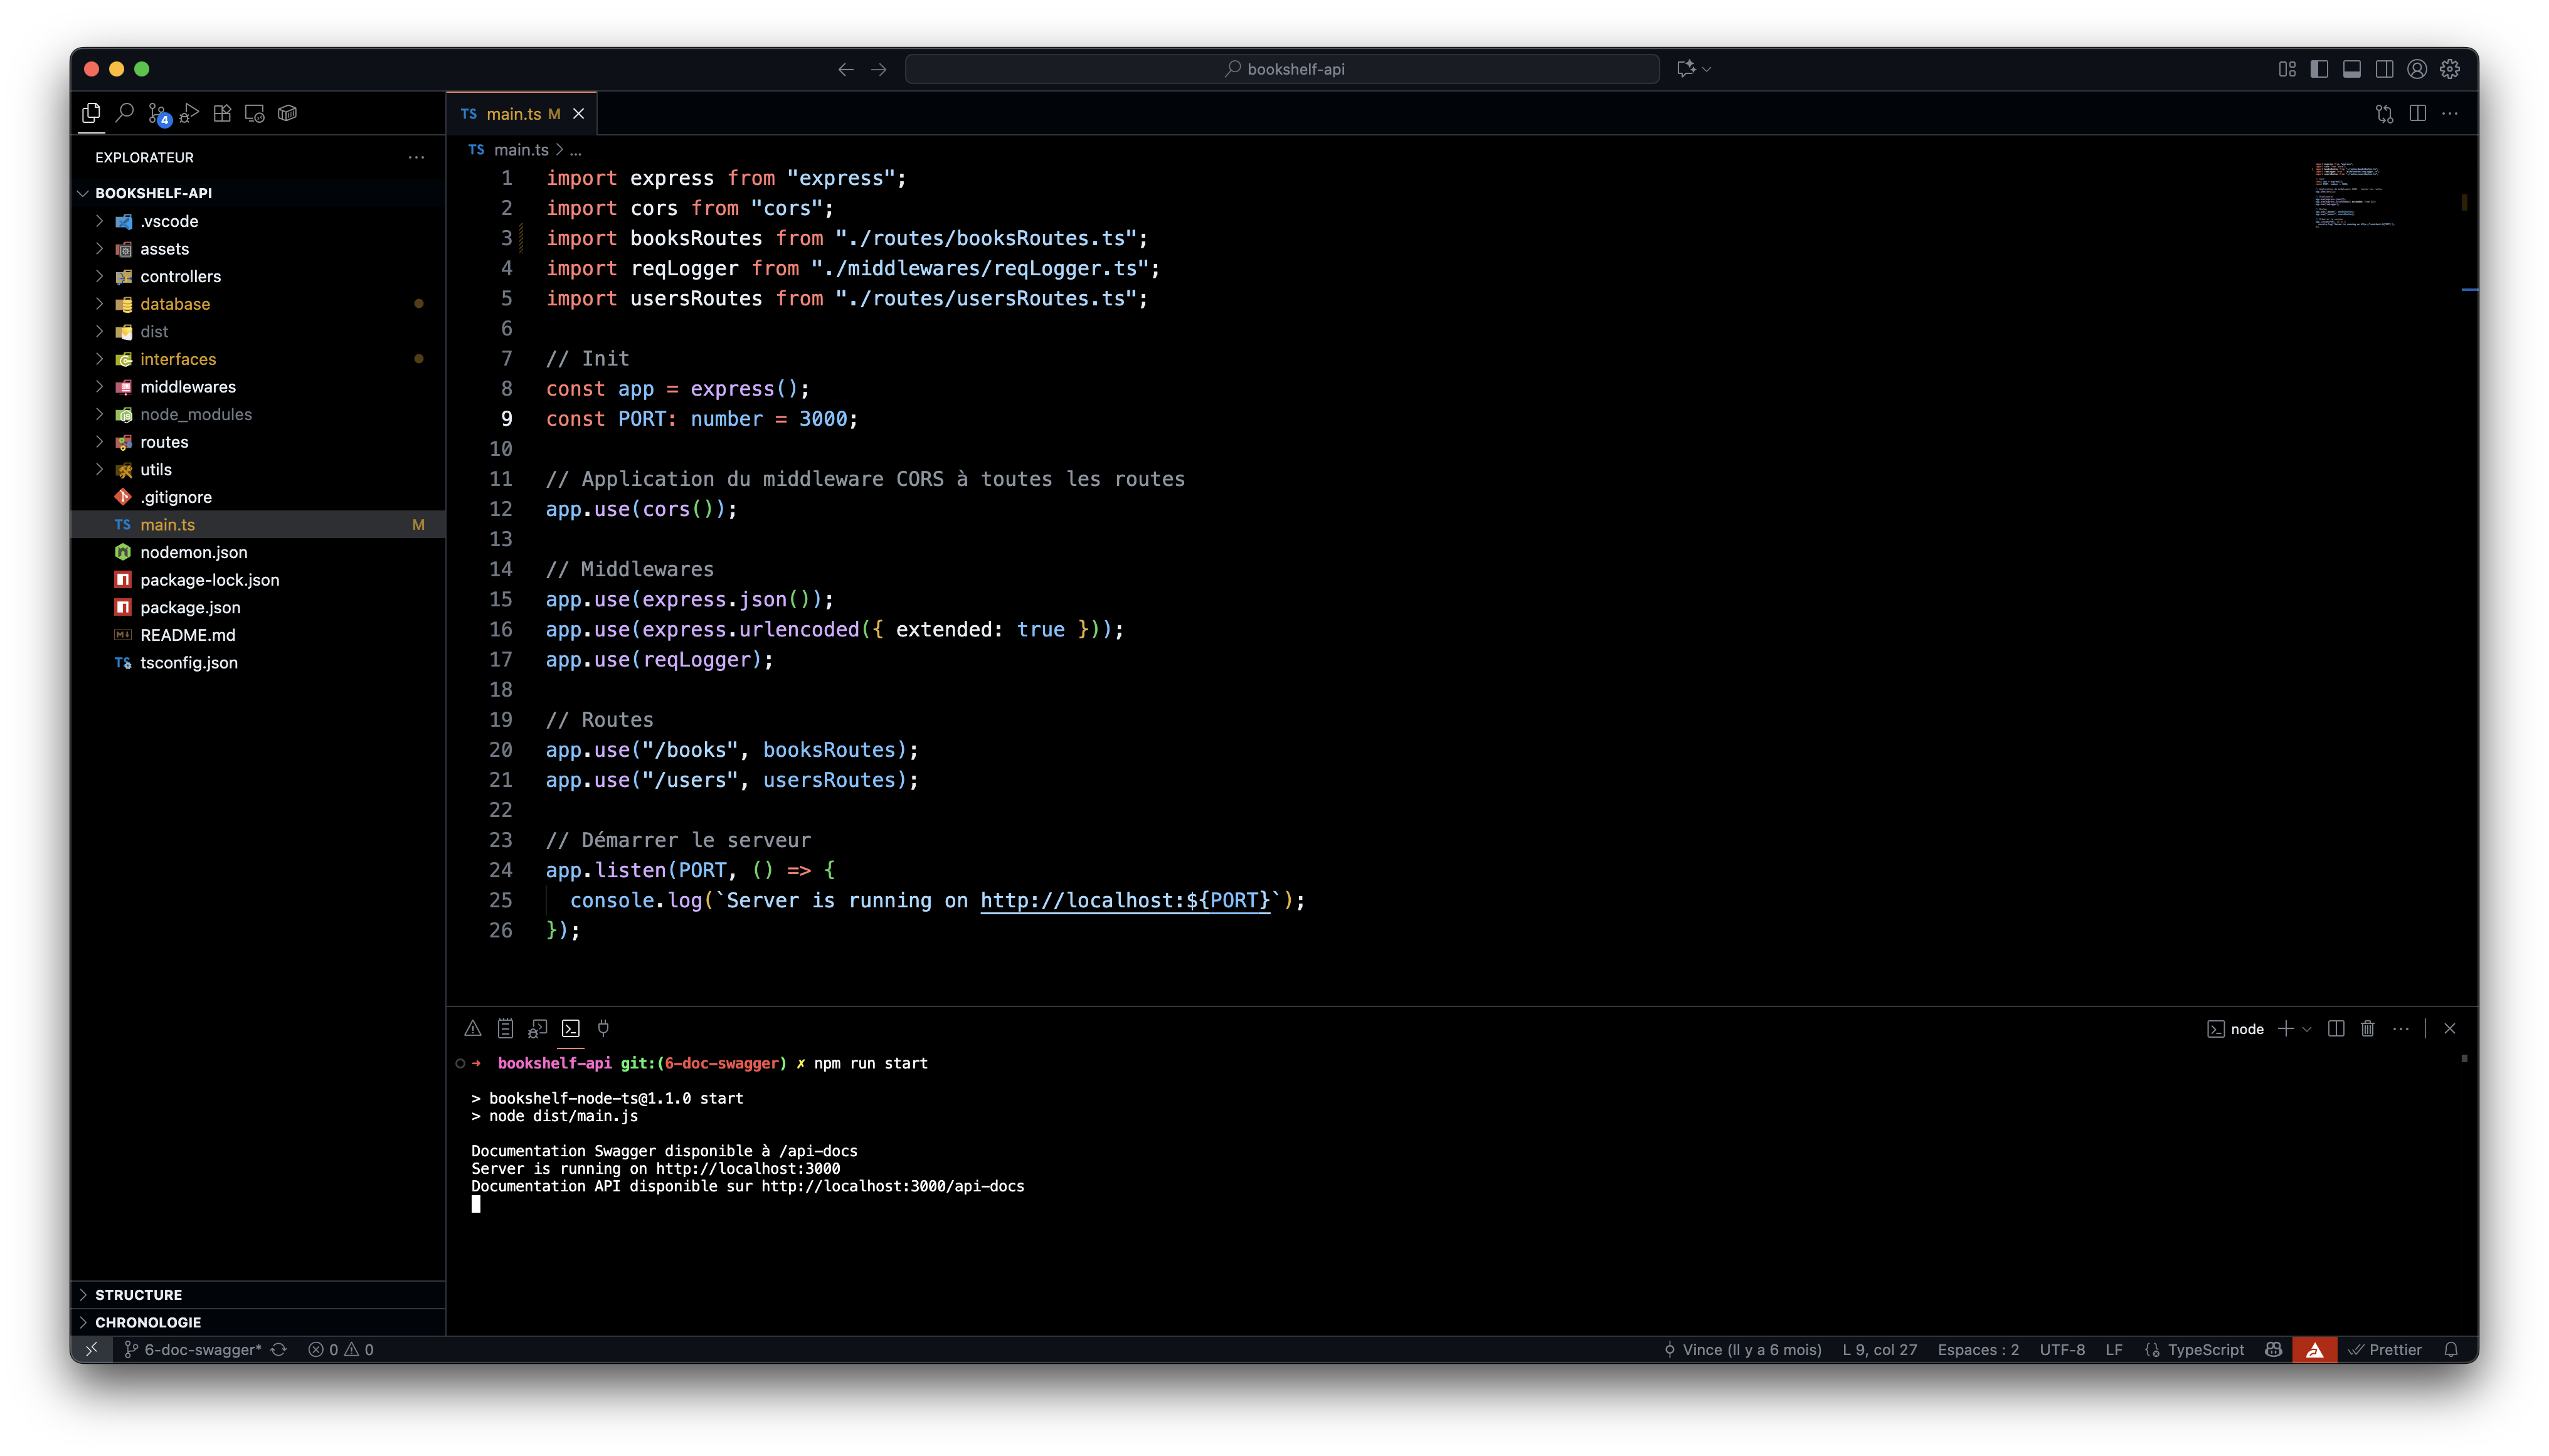 bookshelf-api
4
TS main.ts M
EXPLORATEUR
TS main.ts > ...
BOOKSHELF-API
.vscode
assets
controllers
database
dist
interfaces
middlewares
node_modules
routes
utils
.gitignore
TS main.ts M
nodemon.json
package-lock.json
package.json
README.md
TS tsconfig.json
STRUCTURE
CHRONOLOGIE
1 import express from "express";
2 import cors from "cors";
3 import booksRoutes from "./routes/booksRoutes.ts";
4 import reqLogger from "./middlewares/reqLogger.ts";
5 import usersRoutes from "./routes/usersRoutes.ts";
6
7 // Init
8 const app = express();
9 const PORT: number = 3000;
10
11 // Application du middleware CORS à toutes les routes
12 app.use(cors());
13
14 // Middlewares
15 app.use(express.json());
16 app.use(express.urlencoded({ extended: true }));
17 app.use(reqLogger);
18
19 // Routes
20 app.use("/books", booksRoutes);
21 app.use("/users", usersRoutes);
22
23 // Démarrer le serveur
24 app.listen(PORT, () => {
25 console.log(`Server is running on http://localhost:${PORT}`);
26 });
node
→ bookshelf-api git:(6-doc-swagger) ✗ npm run start
> bookshelf-node-ts@1.1.0 start
> node dist/main.js
Documentation Swagger disponible à /api-docs
Server is running on http://localhost:3000
Documentation API disponible sur http://localhost:3000/api-docs
6-doc-swagger* 0 0 Vince (Il y a 6 mois) L 9, col 27 Espaces : 2 UTF-8 LF TypeScript Prettier